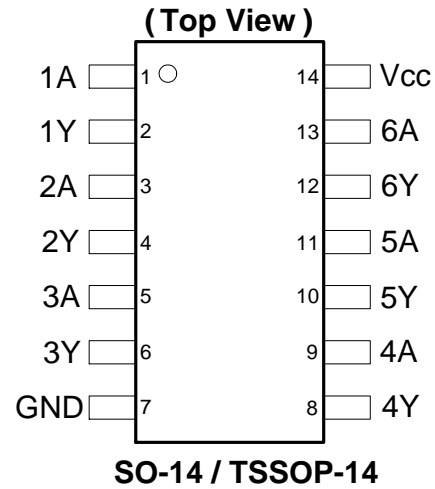 (Top View)
1A 1 14 Vcc
1Y 2 13 6A
2A 3 12 6Y
2Y 4 11 5A
3A 5 10 5Y
3Y 6 9 4A
GND 7 8 4Y
SO-14 / TSSOP-14